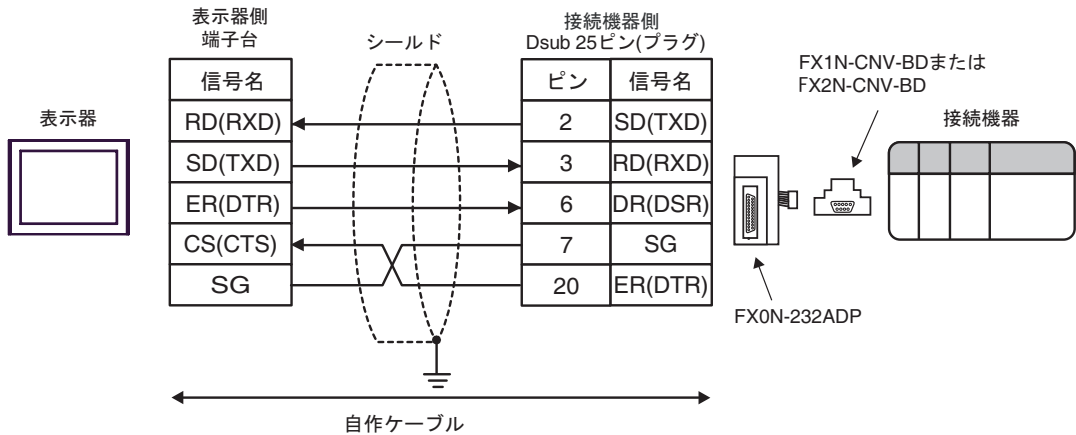 表示器側
端子台
シールド
接続機器側
Dsub 25ピン(プラグ)
FX1N-CNV-BDまたは
FX2N-CNV-BD
表示器
接続機器
信号名
ピン 信号名
RD(RXD) 2 SD(TXD)
SD(TXD) 3 RD(RXD)
ER(DTR) 6 DR(DSR)
CS(CTS) 7 SG
SG 20 ER(DTR)
FX0N-232ADP
自作ケーブル